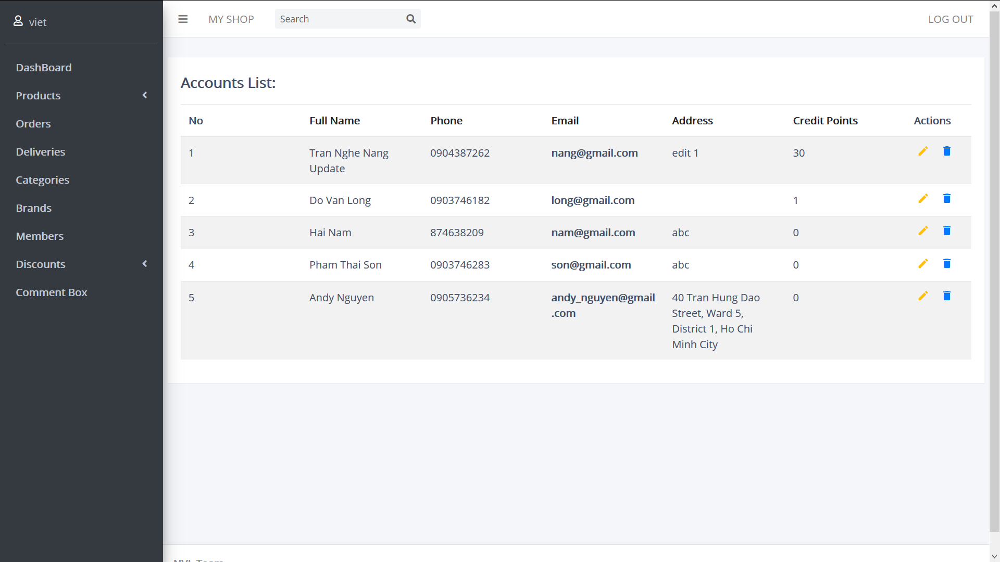 viet
MY SHOP
Search
LOG OUT
DashBoard
Products
Orders
Deliveries
Categories
Brands
Members
Discounts
Comment Box
Accounts List:
No Full Name Phone Email Address Credit Points Actions
1 Tran Nghe Nang 0904387262 nang@gmail.com edit 1 30
Update
2 Do Van Long 0903746182 long@gmail.com 1
3 Hai Nam 874638209 nam@gmail.com abc 0
4 Pham Thai Son 0903746283 son@gmail.com abc 0
5 Andy Nguyen 0905736234 andy_nguyen@gmail 40 Tran Hung Dao 0
.com Street, Ward 5,
District 1, Ho Chi
Minh City
Team